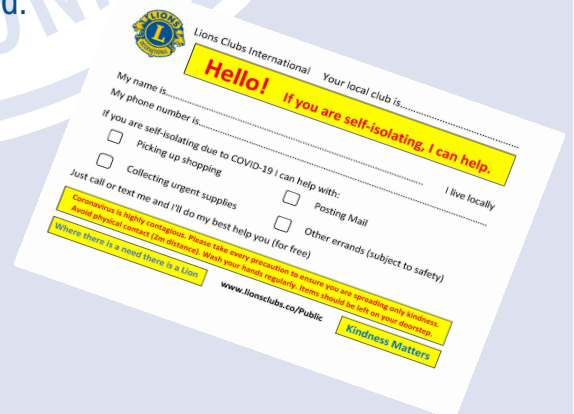 d.
LIONS
L
INTERNATIONAL
Lions Clubs International Your local club is...............................
Hello! If you are self-isolating, I can help.
My name is.......................................................................... I live locally
My phone number is..................................................................................
If you are self-isolating due to COVID-19 I can help with:
Picking up shopping
Posting Mail
Collecting urgent supplies
Other errands (subject to safety)
Just call or text me and I'll do my best help you (for free)
Coronavirus is highly contagious. Please take every precaution to ensure you are spreading only kindness.
Avoid physical contact (2m distance). Wash your hands regularly. Items should be left on your doorstep.
Where there is a need there is a Lion
www.lionsclubs.co/Public
Kindness Matters